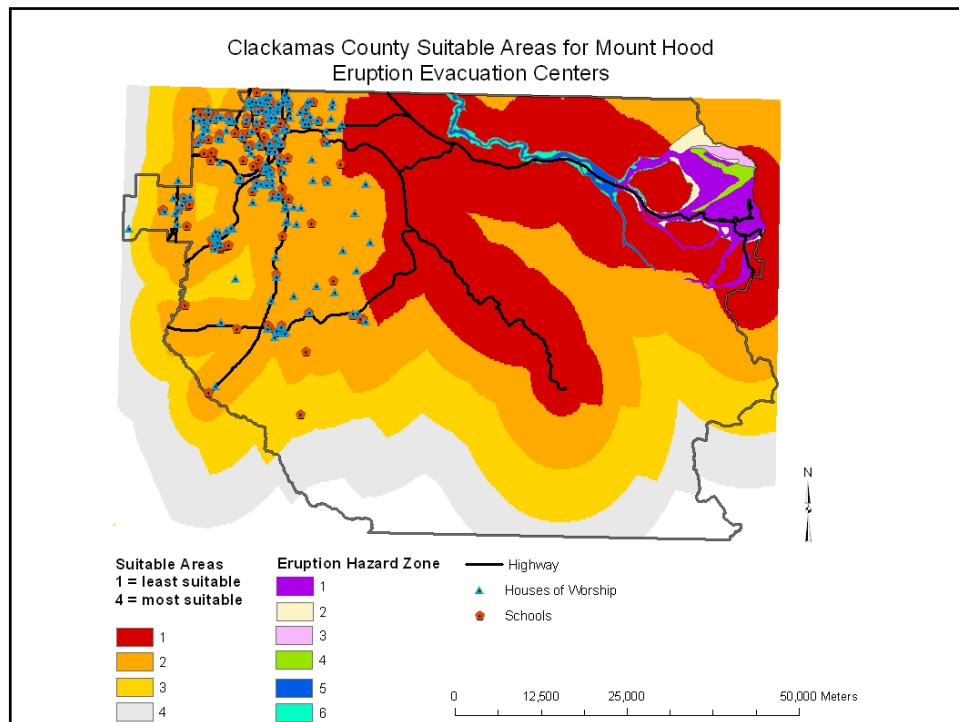 Clackamas County Suitable Areas for Mount Hood
Eruption Evacuation Centers
N
Suitable Areas
1 = least suitable
4 = most suitable
1
2
3
4
Eruption Hazard Zone
1
2
3
4
5
6
Highway
Houses of Worship
Schools
0 12,500 25,000 50,000 Meters